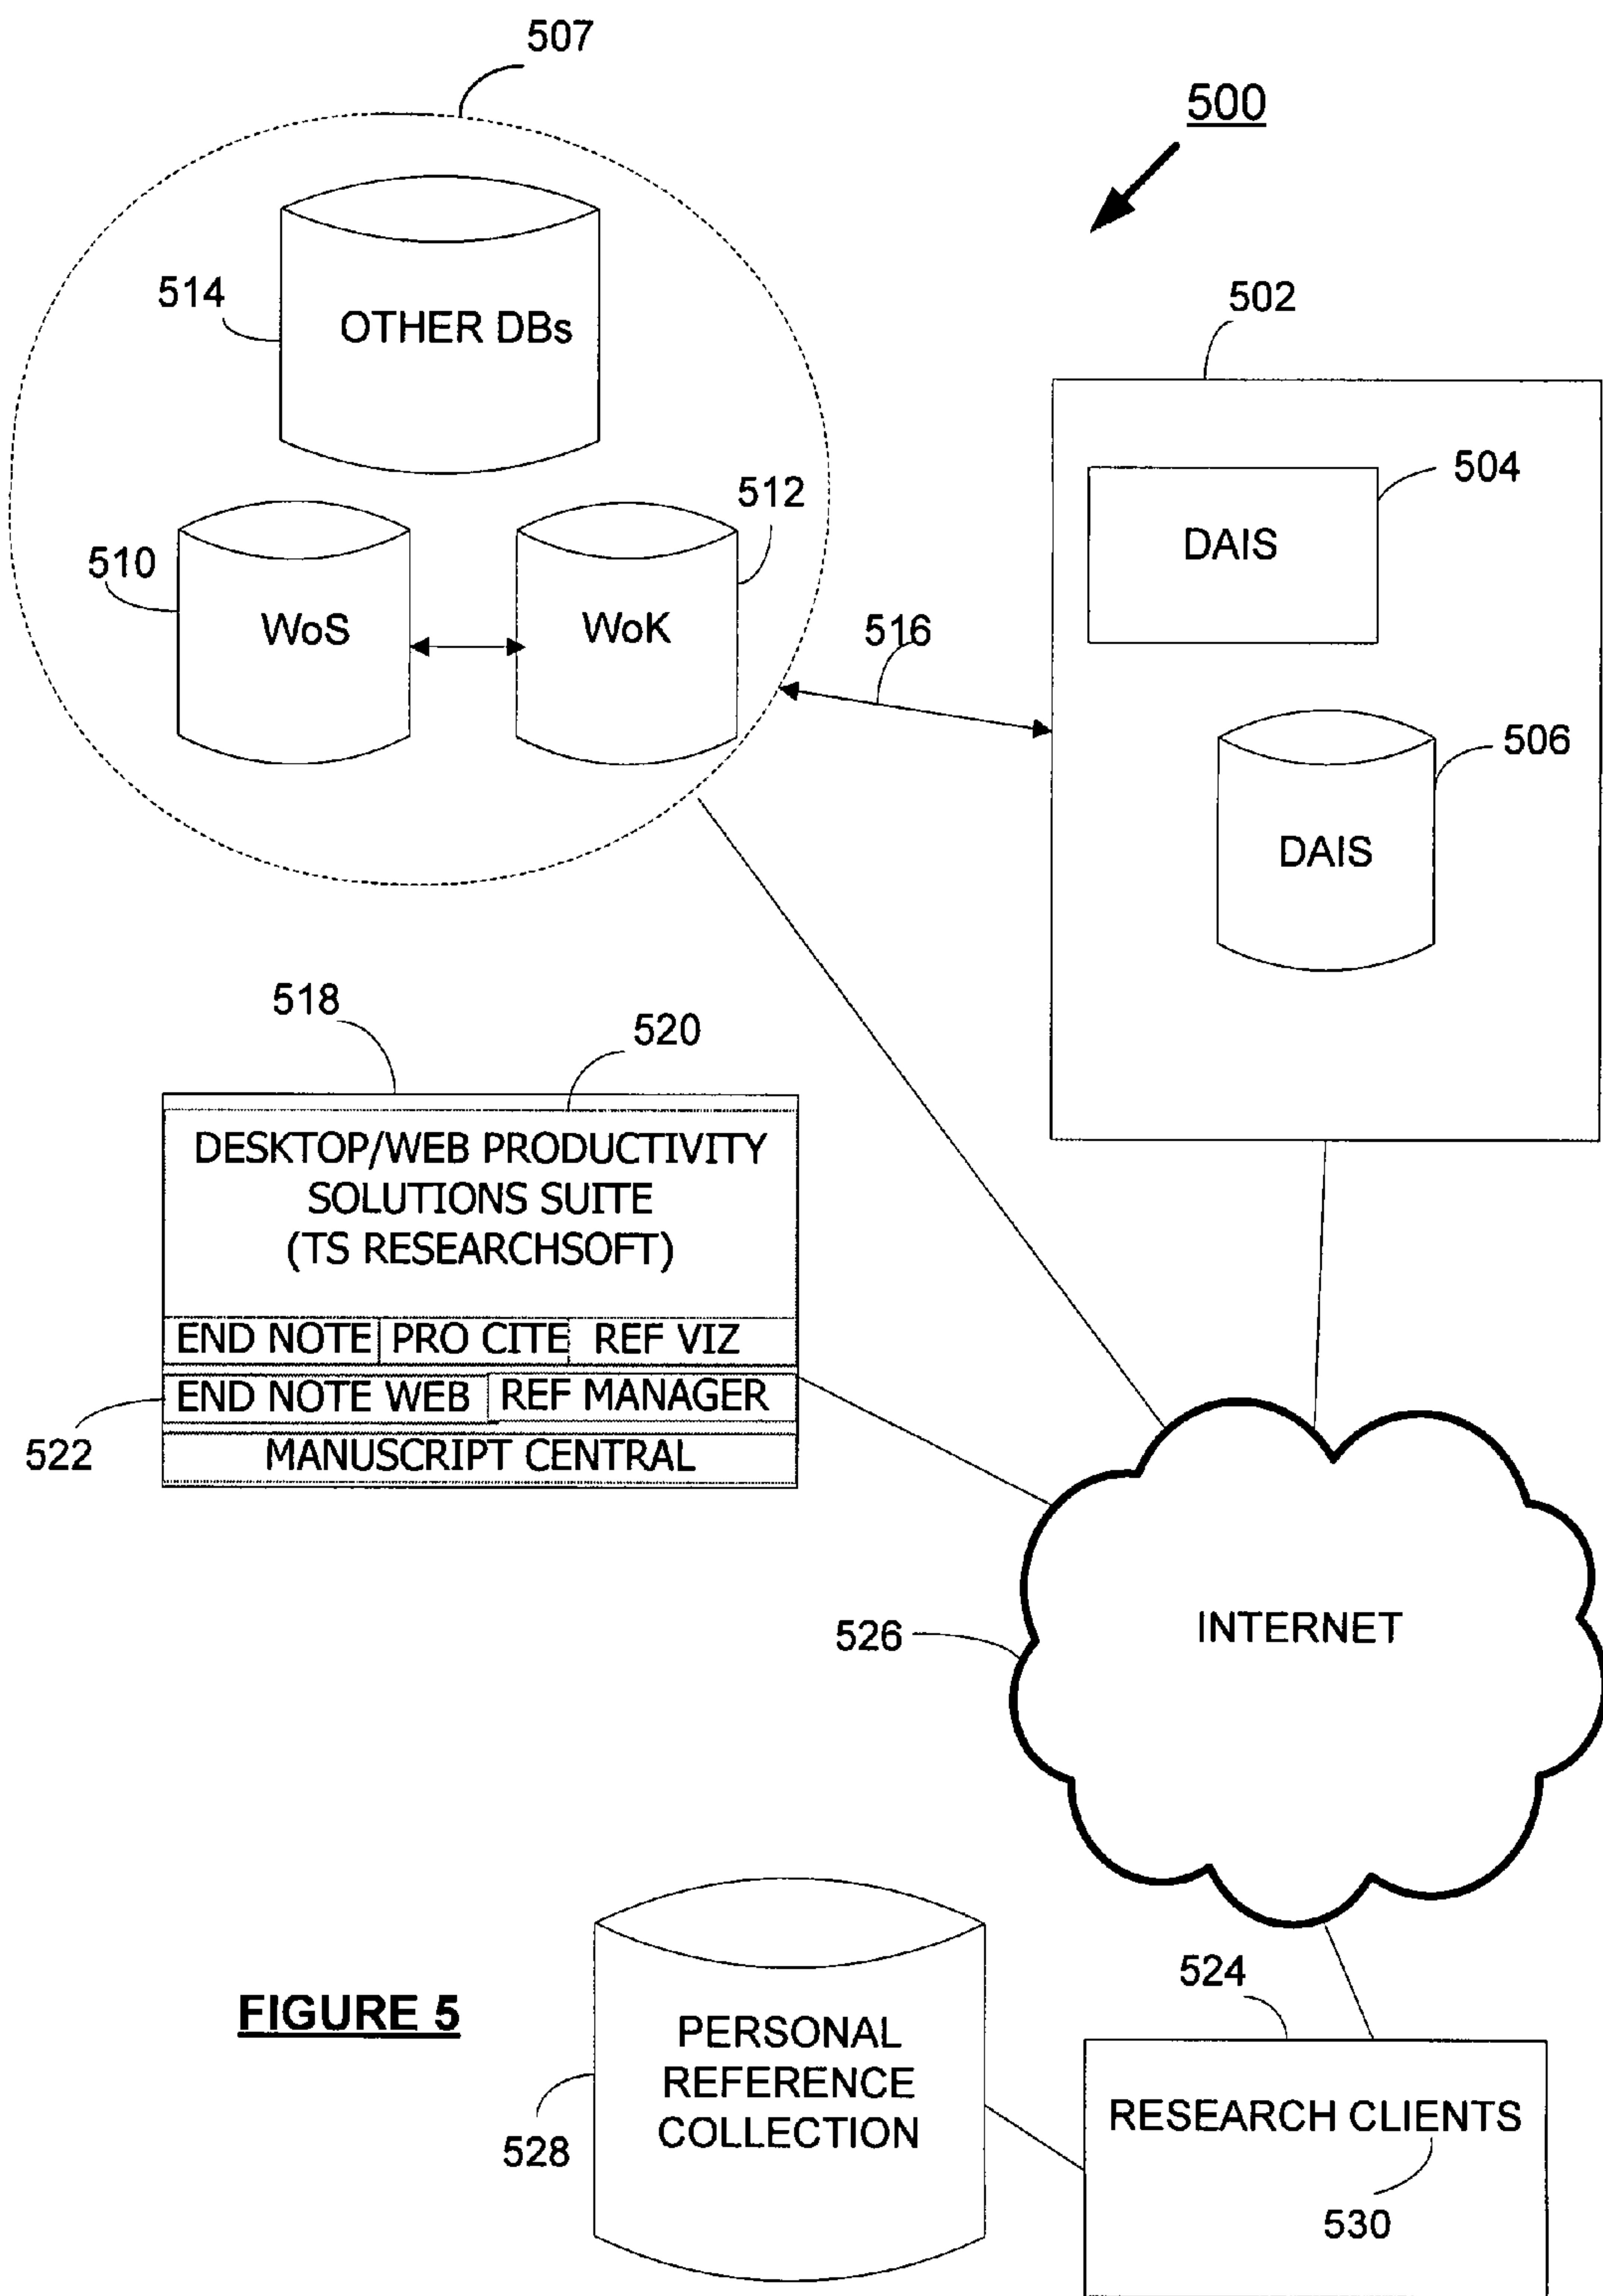 507
500
514
OTHER DBs
502
504
DAIS
512
510
WoS
WoK
516
506
DAIS
518
520
DESKTOP/WEB PRODUCTIVITY
SOLUTIONS SUITE
(TS RESEARCHSOFT)
END NOTE PRO CITE REF VIZ
END NOTE WEB REF MANAGER
522
MANUSCRIPT CENTRAL
526
INTERNET
524
FIGURE 5
PERSONAL
REFERENCE
COLLECTION
528
RESEARCH CLIENTS
530